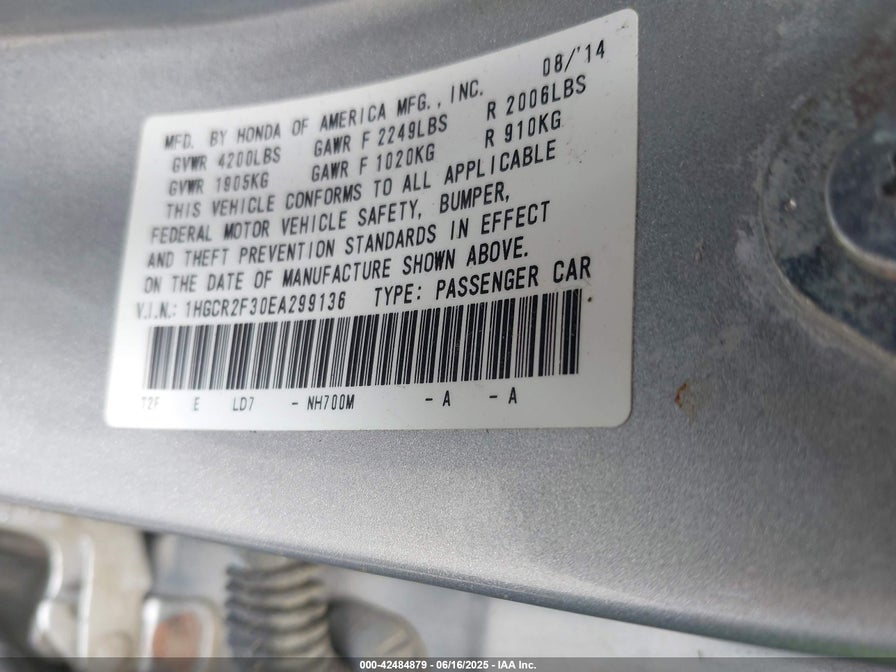 08/'14
MFD. BY HONDA OF AMERICA MFG., INC.
GVWR 4200LBS GAWR F 2249LBS R 2006LBS
GVWR 1905KG GAWR F 1020KG R 910KG
THIS VEHICLE CONFORMS TO ALL APPLICABLE
FEDERAL MOTOR VEHICLE SAFETY, BUMPER,
AND THEFT PREVENTION STANDARDS IN EFFECT
ON THE DATE OF MANUFACTURE SHOWN ABOVE.
V.I.N.: 1HGCR2F30EA299136 TYPE: PASSENGER CAR
T2F E LD7 - NH700M - A - A
000-42484879 - 06/16/2025 - IAA Inc.